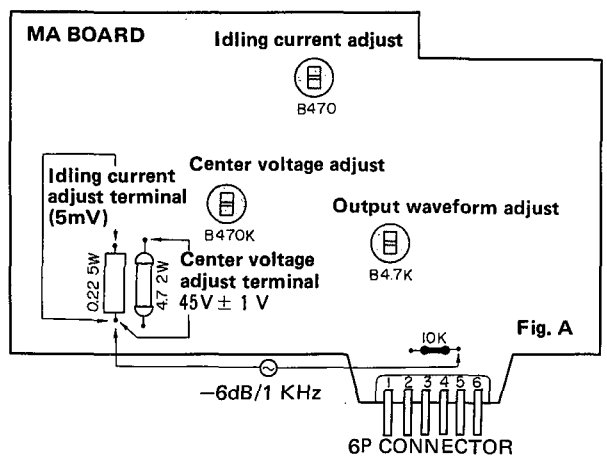 MA BOARD
Idling current adjust
B470
Idling current
adjust terminal
(5mV)
Center voltage adjust
B470K
Output waveform adjust
B4.7K
0.22 5W
4.7 2W
Center voltage
adjust terminal
45V ± 1 V
10K
Fig. A
−6dB/1 KHz
1 2 3 4 5 6
6P CONNECTOR